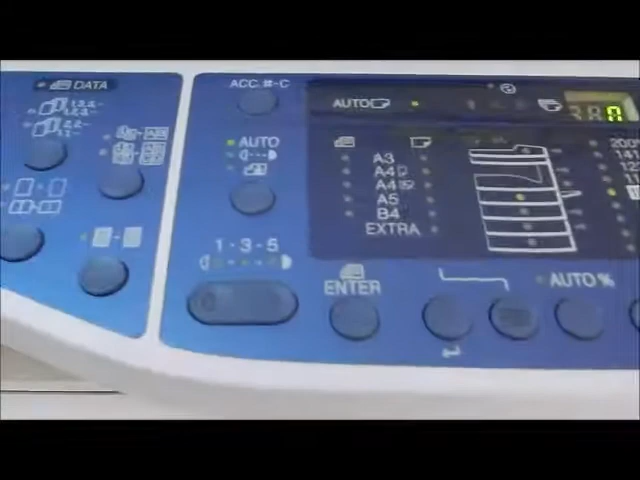 DATA
ACC.#-C
AUTO
AUTO
1·3·5
A3
A4
A4
A5
B4
EXTRA
ENTER
AUTO %